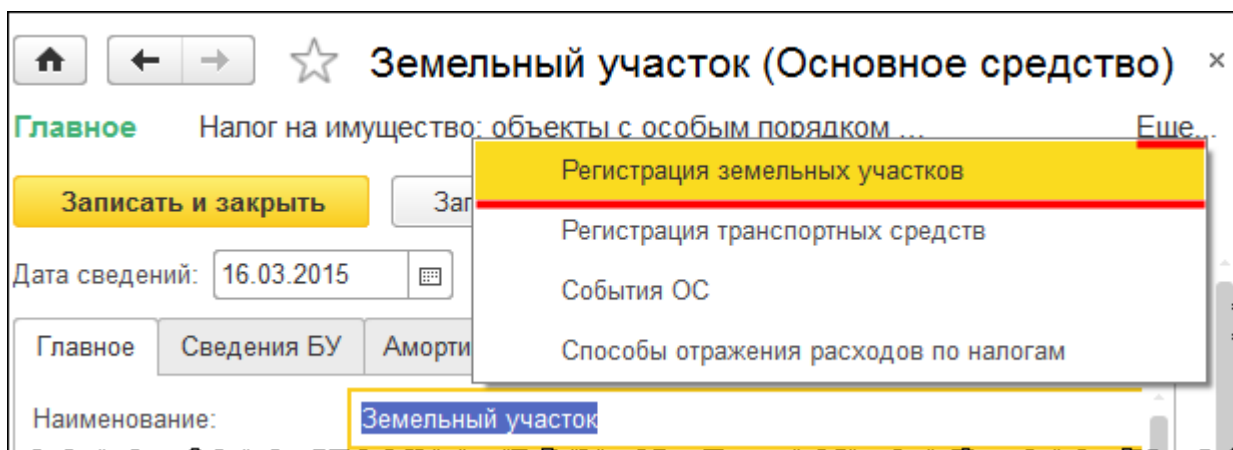 Земельный участок (Основное средство)
Главное Налог на имущество: объекты с особым порядком ... Еще...
Регистрация земельных участков
Записать и закрыть Зап
Регистрация транспортных средств
Дата сведений: 16.03.2015
События ОС
Главное Сведения БУ Аморти
Способы отражения расходов по налогам
Наименование: Земельный участок